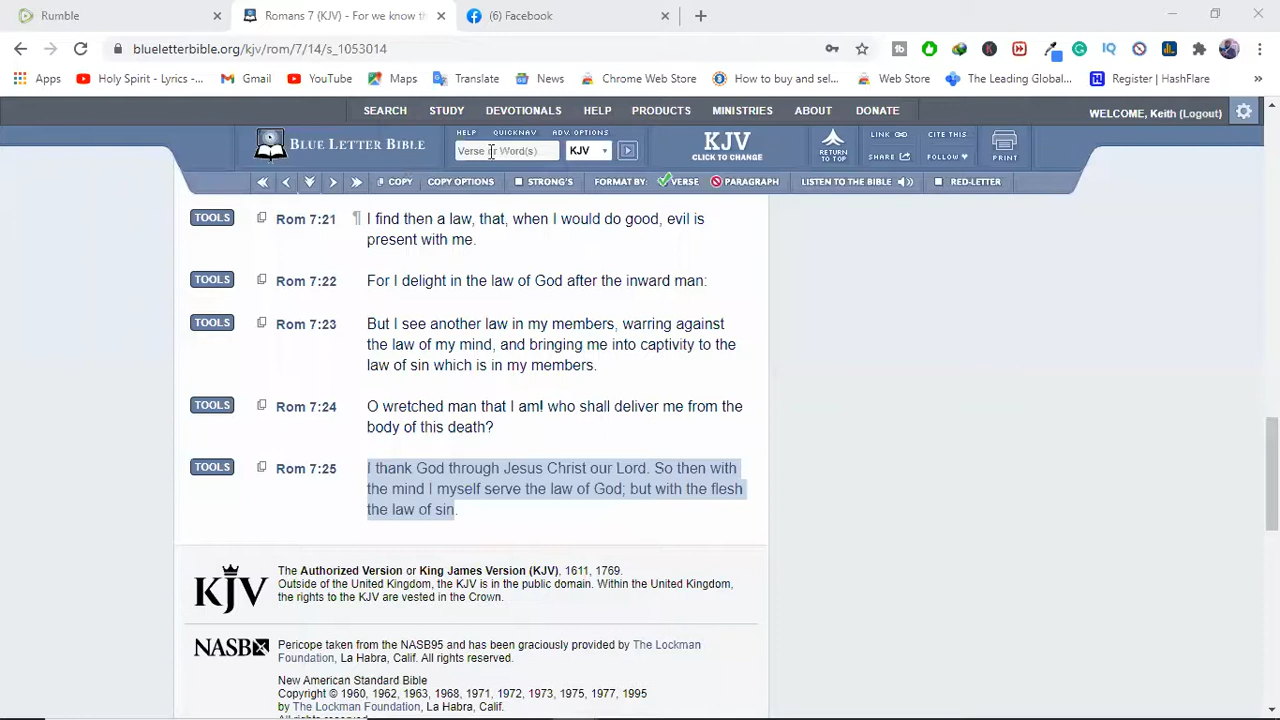 Rumble
Romans 7 (KJV) - For we know th
(6) Facebook
blueletterbible.org/kjv/rom/7/14/s_1053014
Apps
Holy Spirit - Lyrics -...
Gmail
YouTube
Maps
Translate
News
Chrome Web Store
How to buy and sel...
Web Store
The Leading Global...
Register | HashFlare
»
SEARCH
STUDY
DEVOTIONALS
HELP
PRODUCTS
MINISTRIES
ABOUT
DONATE
WELCOME, Keith (Logout)
BLUE LETTER BIBLE
HELP
QUICKNAV
ADV. OPTIONS
Verse or Word(s)...
KJV
KJV
CLICK TO CHANGE
RETURN
TO TOP
LINK
SHARE
CITE THIS
FOLLOW
PRINT
COPY
COPY OPTIONS
STRONG'S
FORMAT BY:
VERSE
PARAGRAPH
LISTEN TO THE BIBLE
RED-LETTER
TOOLS
Rom 7:21
¶ I find then a law, that, when I would do good, evil is
present with me.
TOOLS
Rom 7:22
For I delight in the law of God after the inward man:
TOOLS
Rom 7:23
But I see another law in my members, warring against
the law of my mind, and bringing me into captivity to the
law of sin which is in my members.
TOOLS
Rom 7:24
O wretched man that I am! who shall deliver me from the
body of this death?
TOOLS
Rom 7:25
I thank God through Jesus Christ our Lord. So then with
the mind I myself serve the law of God; but with the flesh
the law of sin.
KJV
The Authorized Version or King James Version (KJV), 1611, 1769.
Outside of the United Kingdom, the KJV is in the public domain. Within the United Kingdom,
the rights to the KJV are vested in the Crown.
NASB
Pericope taken from the NASB95 and has been graciously provided by The Lockman
Foundation, La Habra, Calif. All rights reserved.
New American Standard Bible
Copyright © 1960, 1962, 1963, 1968, 1971, 1972, 1973, 1975, 1977, 1995
by The Lockman Foundation, La Habra, Calif.
All rights reserved